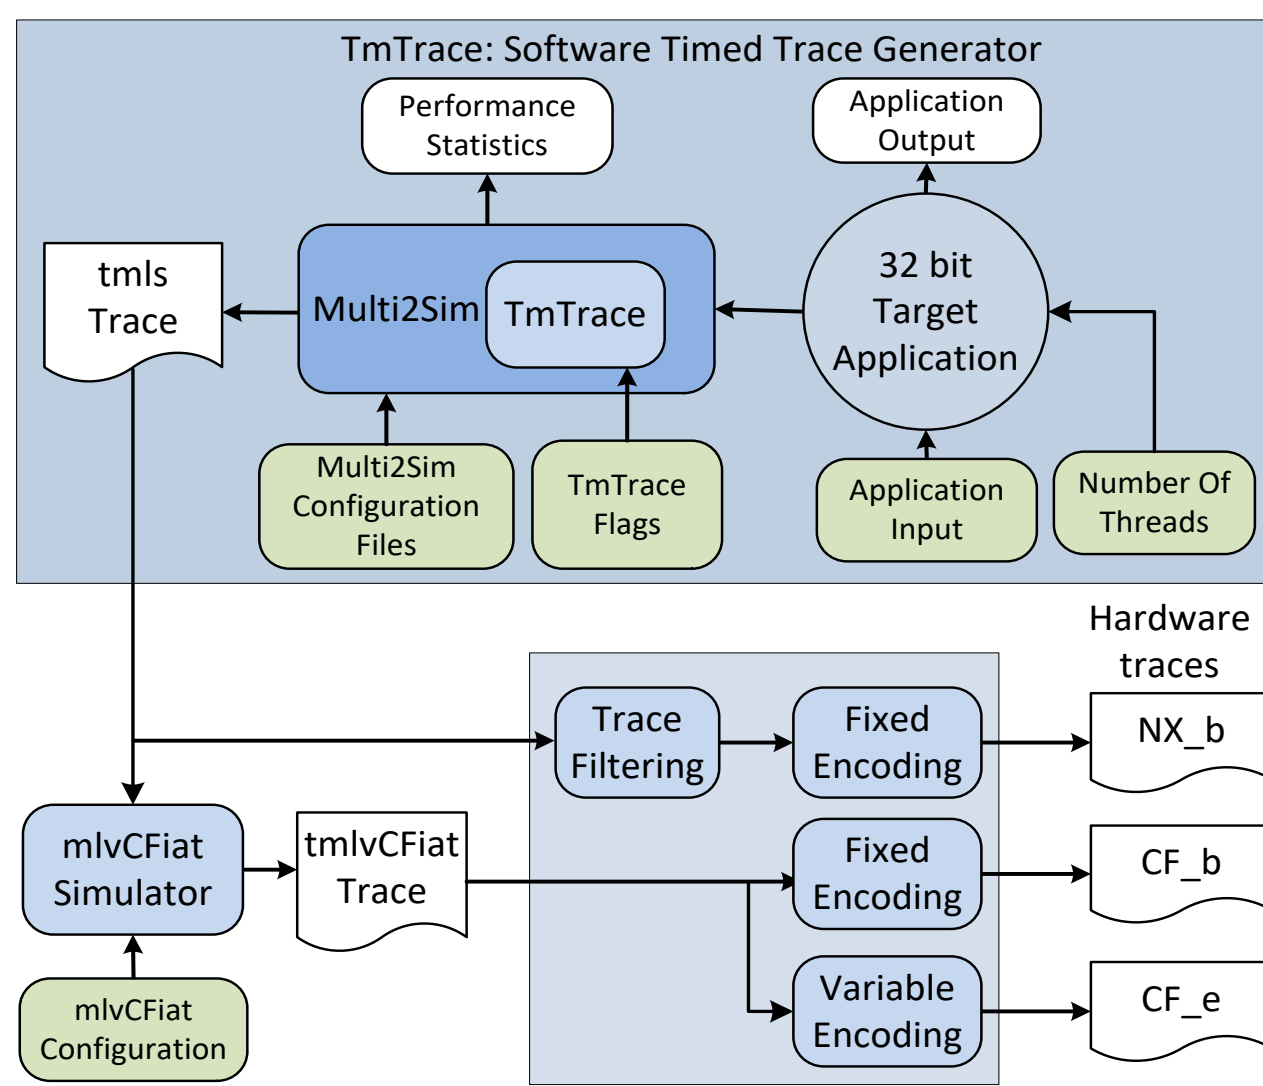 TmTrace: Software Timed Trace Generator
Performance
Statistics
Application
Output
tmls
Trace
Multi2Sim
TmTrace
32 bit
Target
Application
Multi2Sim
Configuration
Files
TmTrace
Flags
Application
Input
Number Of
Threads
Hardware
traces
Trace
Filtering
Fixed
Encoding
NX_b
mlvCFiat
Simulator
tmlvCFiat
Trace
Fixed
Encoding
CF_b
mlvCFiat
Configuration
Variable
Encoding
CF_e